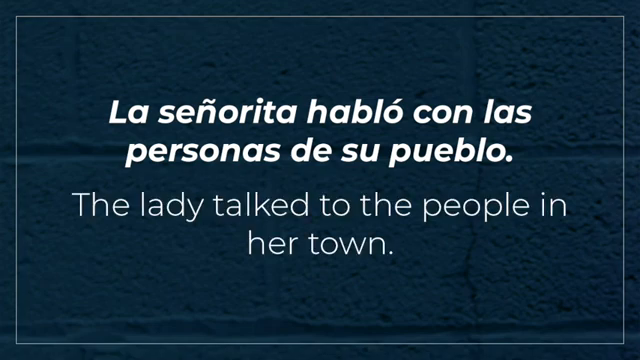 La señorita habló con las
personas de su pueblo.
The lady talked to the people in
her town.